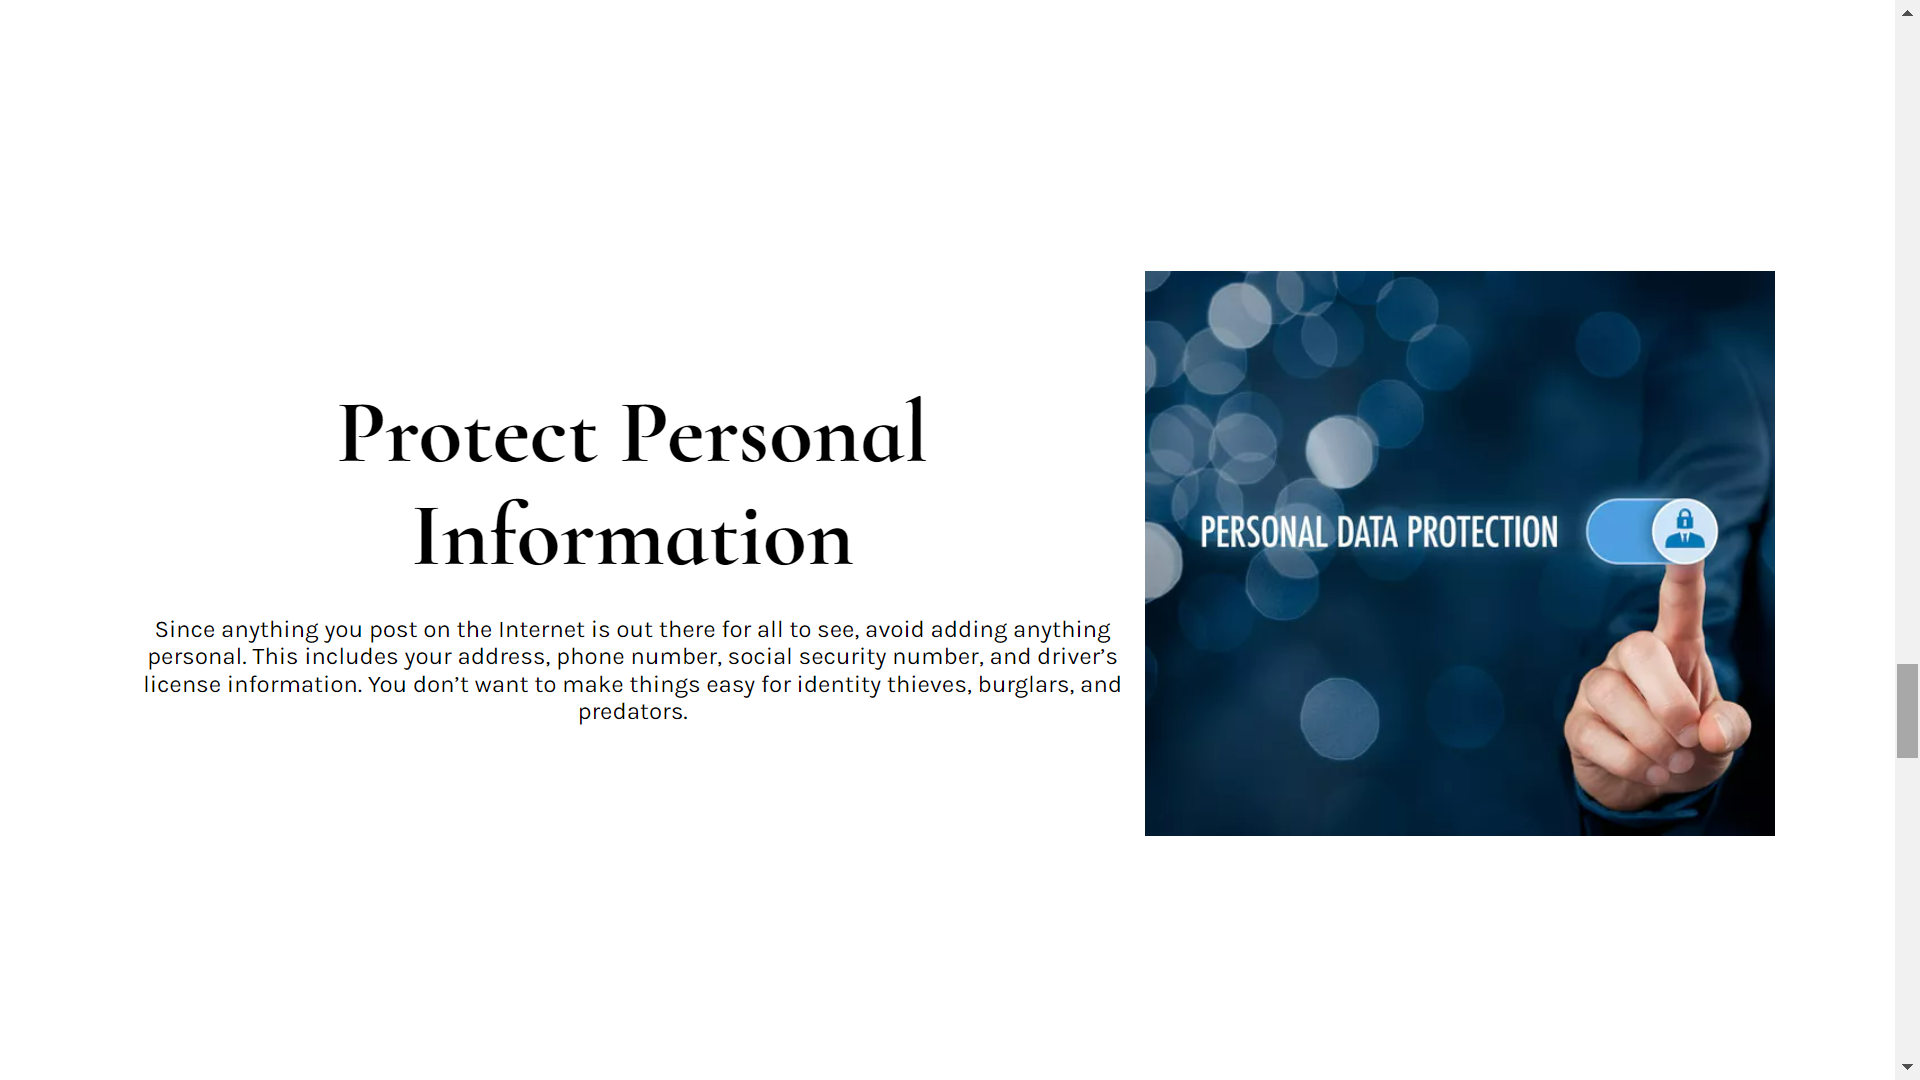 Protect Personal
Information
Since anything you post on the Internet is out there for all to see, avoid adding anything
personal. This includes your address, phone number, social security number, and driver’s
license information. You don’t want to make things easy for identity thieves, burglars, and
predators.
PERSONAL DATA PROTECTION